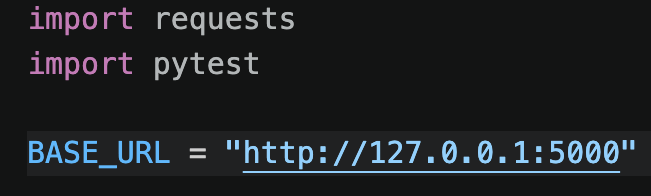 import requests
import pytest
BASE_URL = "http://127.0.0.1:5000"